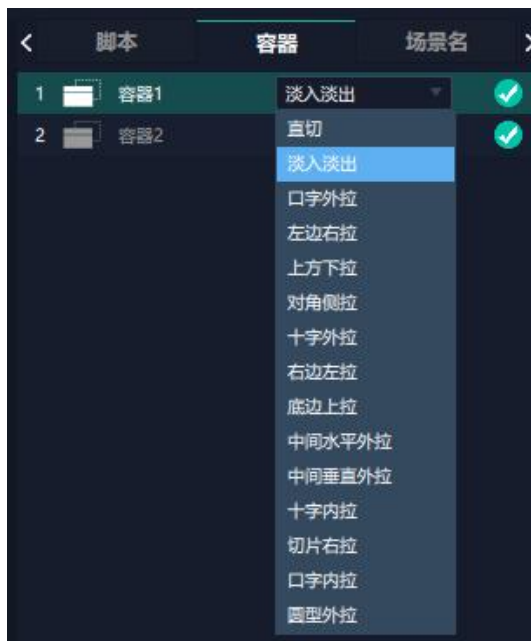 脚本 容器 场景名
1 容器1 淡入淡出
2 容器2
直切
淡入淡出
口字外拉
左边右拉
上方下拉
对角侧拉
十字外拉
右边左拉
底边上拉
中间水平外拉
中间垂直外拉
十字内拉
切片右拉
口字内拉
圆型外拉